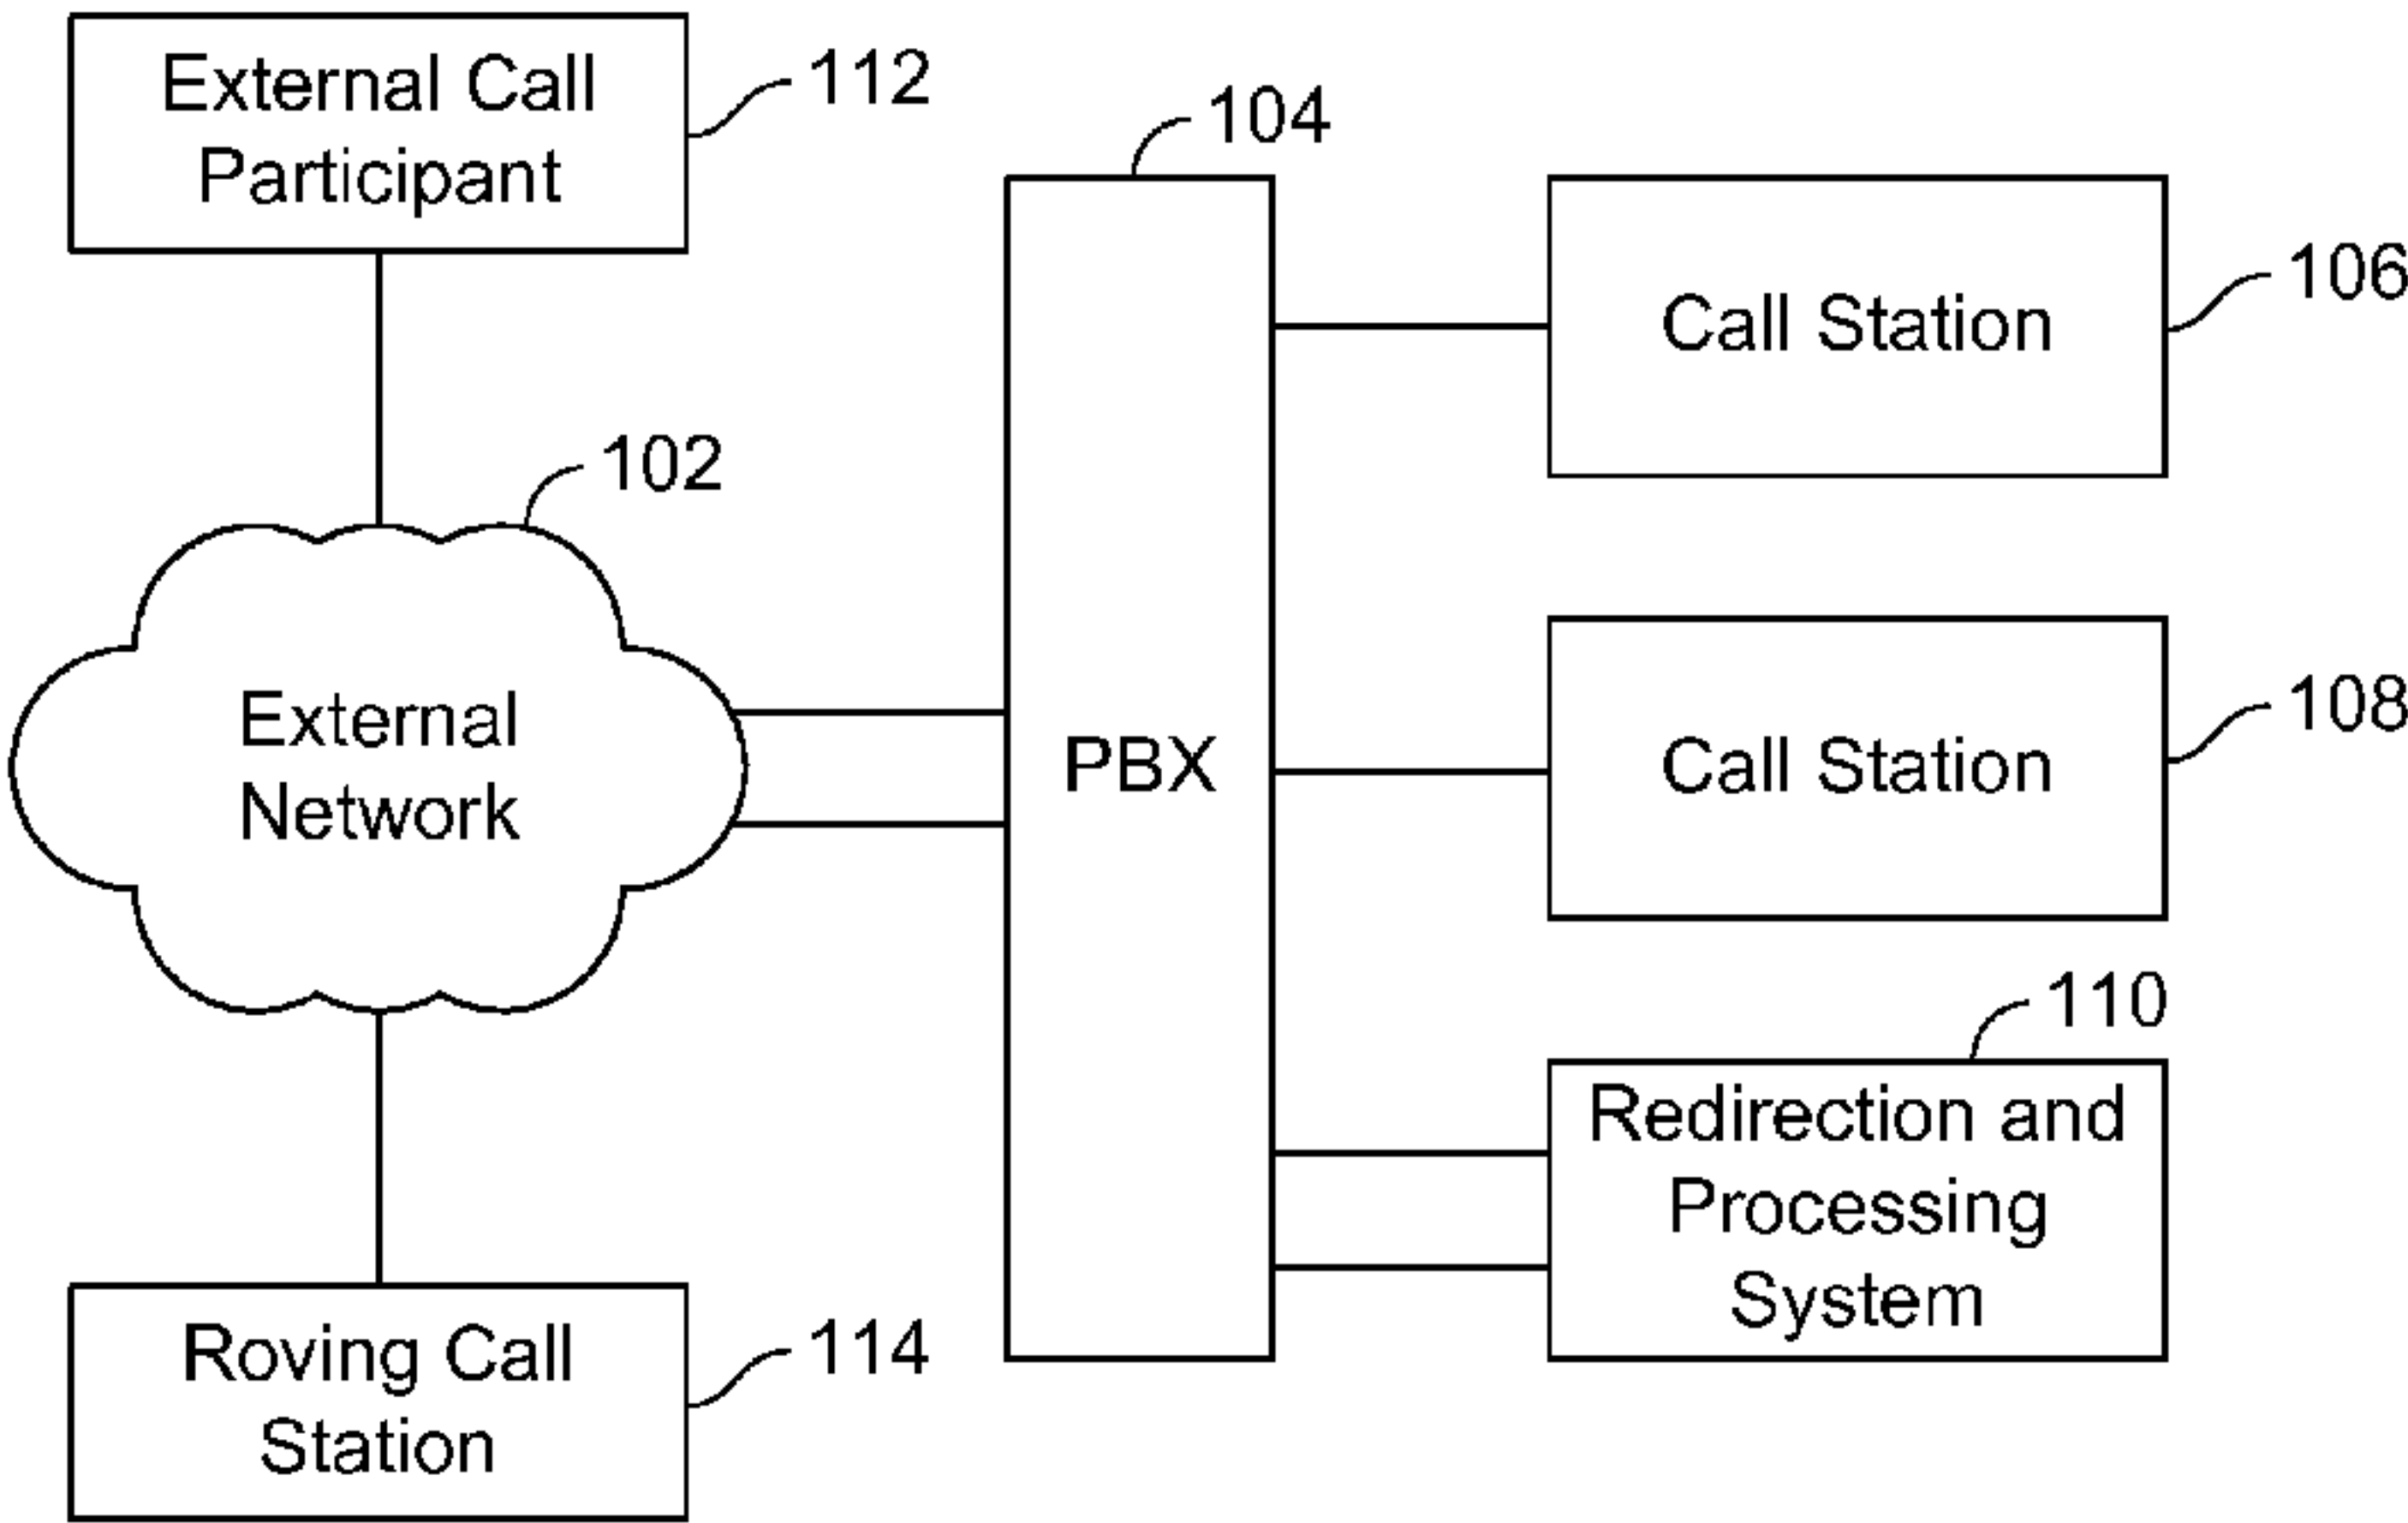 External Call
Participant
112
104
Call Station
106
102
External
Network
PBX
Call Station
108
110
Redirection and
Processing
System
Roving Call
Station
114